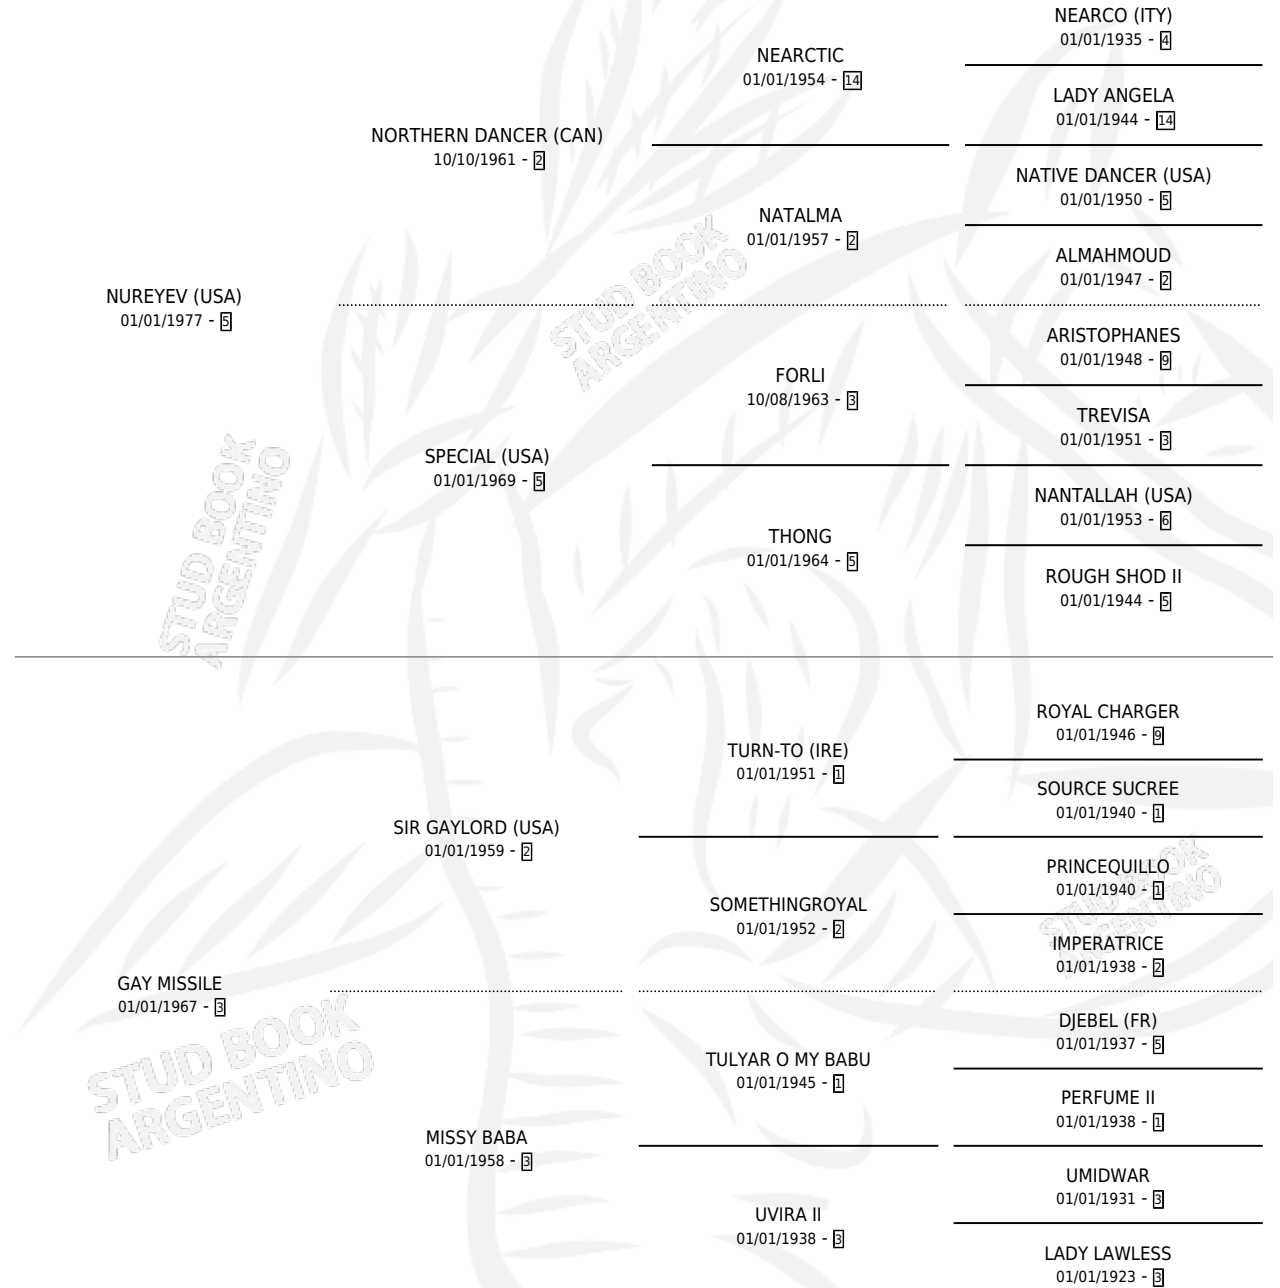 NEARCO (ITY)
01/01/1935 - 4
NEARCTIC
01/01/1954 - 14
LADY ANGELA
01/01/1944 - 14
NORTHERN DANCER (CAN)
10/10/1961 - 2
NATIVE DANCER (USA)
01/01/1950 - 5
NATALMA
01/01/1957 - 2
ALMAHMOUD
01/01/1947 - 2
NUREYEV (USA)
01/01/1977 - 5
STUD BOOK
ARGENTINO
ARISTOPHANES
01/01/1948 - 9
FORLI
10/08/1963 - 3
TREVISA
01/01/1951 - 3
SPECIAL (USA)
01/01/1969 - 5
NANTALLAH (USA)
01/01/1953 - 6
THONG
01/01/1964 - 5
ROUGH SHOD II
01/01/1944 - 5
STUD BOOK
ARGENTINO
ROYAL CHARGER
01/01/1946 - 9
TURN-TO (IRE)
01/01/1951 - 1
SOURCE SUCREE
01/01/1940 - 1
SIR GAYLORD (USA)
01/01/1959 - 2
PRINCEQUILLO
01/01/1940 - 1
SOMETHINGROYAL
01/01/1952 - 2
IMPERATRICE
01/01/1938 - 2
STUD BOOK
ARGENTINO
GAY MISSILE
01/01/1967 - 3
DJEBEL (FR)
01/01/1937 - 5
TULYAR O MY BABU
01/01/1945 - 1
PERFUME II
01/01/1938 - 1
STUD BOOK
ARGENTINO
MISSY BABA
01/01/1958 - 3
UMIDWAR
01/01/1931 - 3
UVIRA II
01/01/1938 - 3
LADY LAWLESS
01/01/1923 - 3